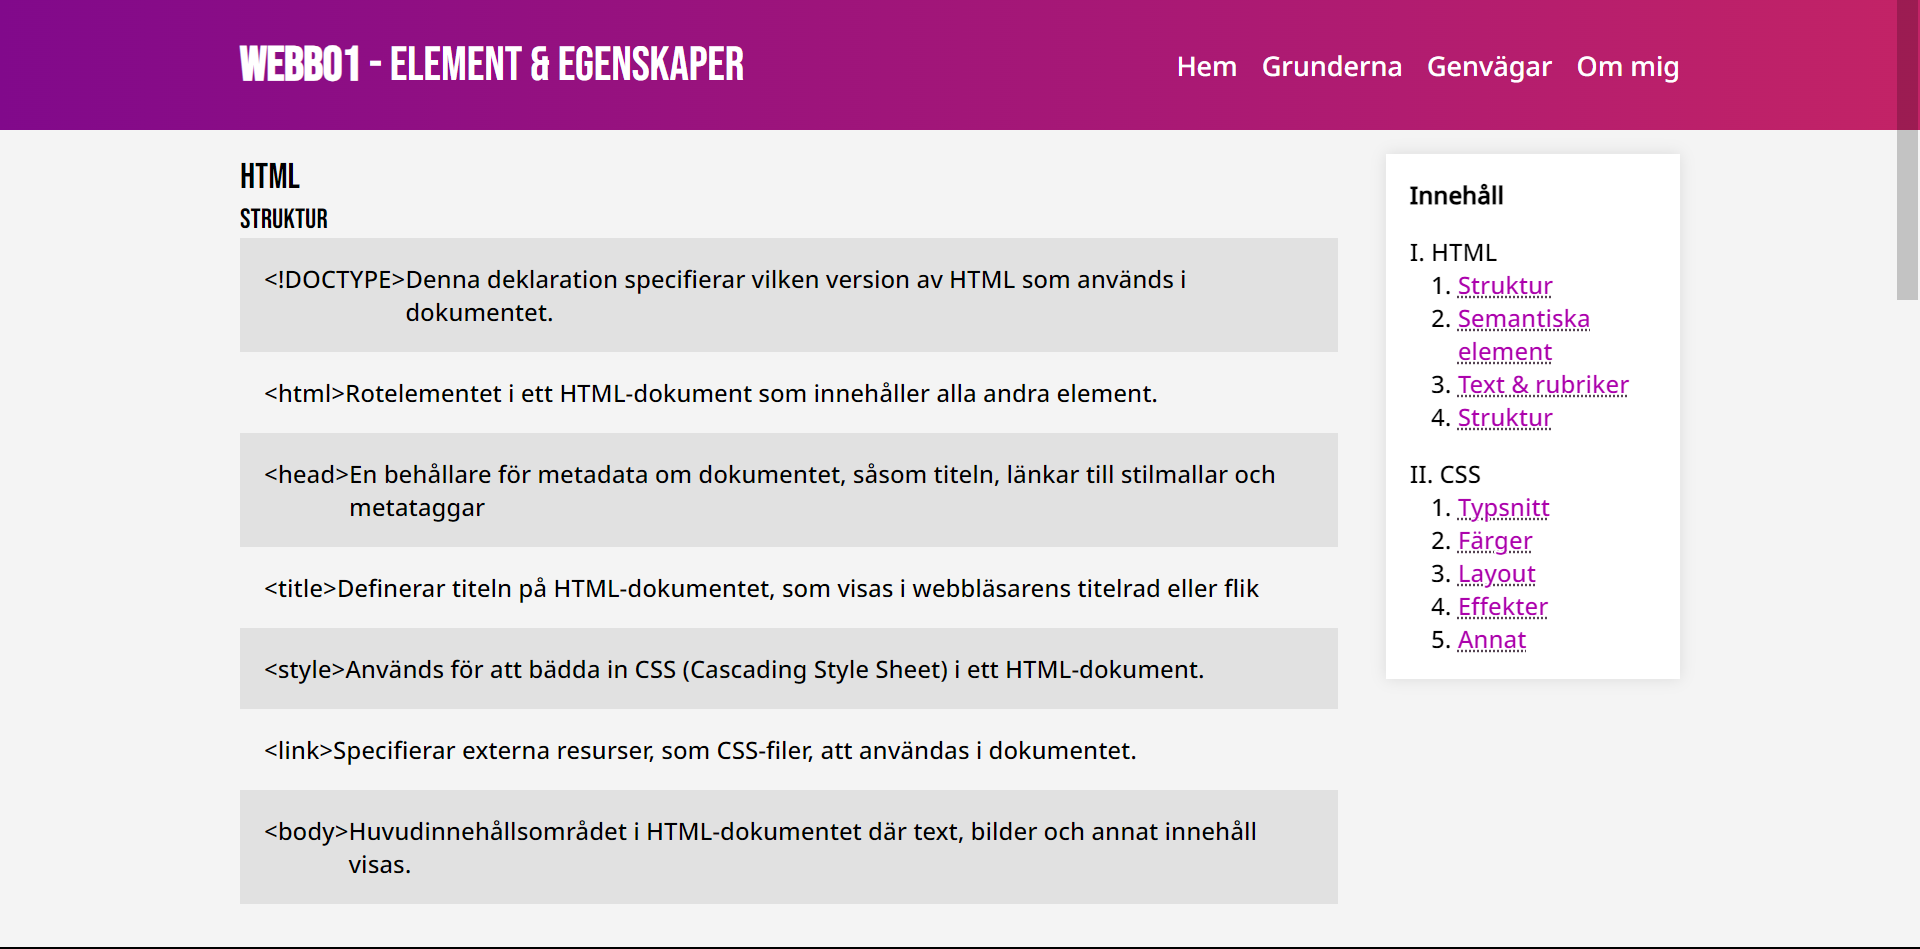 WEBB01 - ELEMENT & EGENSKAPER
Hem Grunderna Genvägar Om mig
HTML
STRUKTUR
<!DOCTYPE>Denna deklaration specifierar vilken version av HTML som används i
dokumentet.
<html>Rotelementet i ett HTML-dokument som innehåller alla andra element.
<head>En behållare för metadata om dokumentet, såsom titeln, länkar till stilmallar och
metataggar
<title>Definerar titeln på HTML-dokumentet, som visas i webbläsarens titelrad eller flik
<style>Används för att bädda in CSS (Cascading Style Sheet) i ett HTML-dokument.
<link>Specifierar externa resurser, som CSS-filer, att användas i dokumentet.
<body>Huvudinnehållsområdet i HTML-dokumentet där text, bilder och annat innehåll
visas.
Innehåll
I. HTML
1. Struktur
2. Semantiska
element
3. Text & rubriker
4. Struktur
II. CSS
1. Typsnitt
2. Färger
3. Layout
4. Effekter
5. Annat